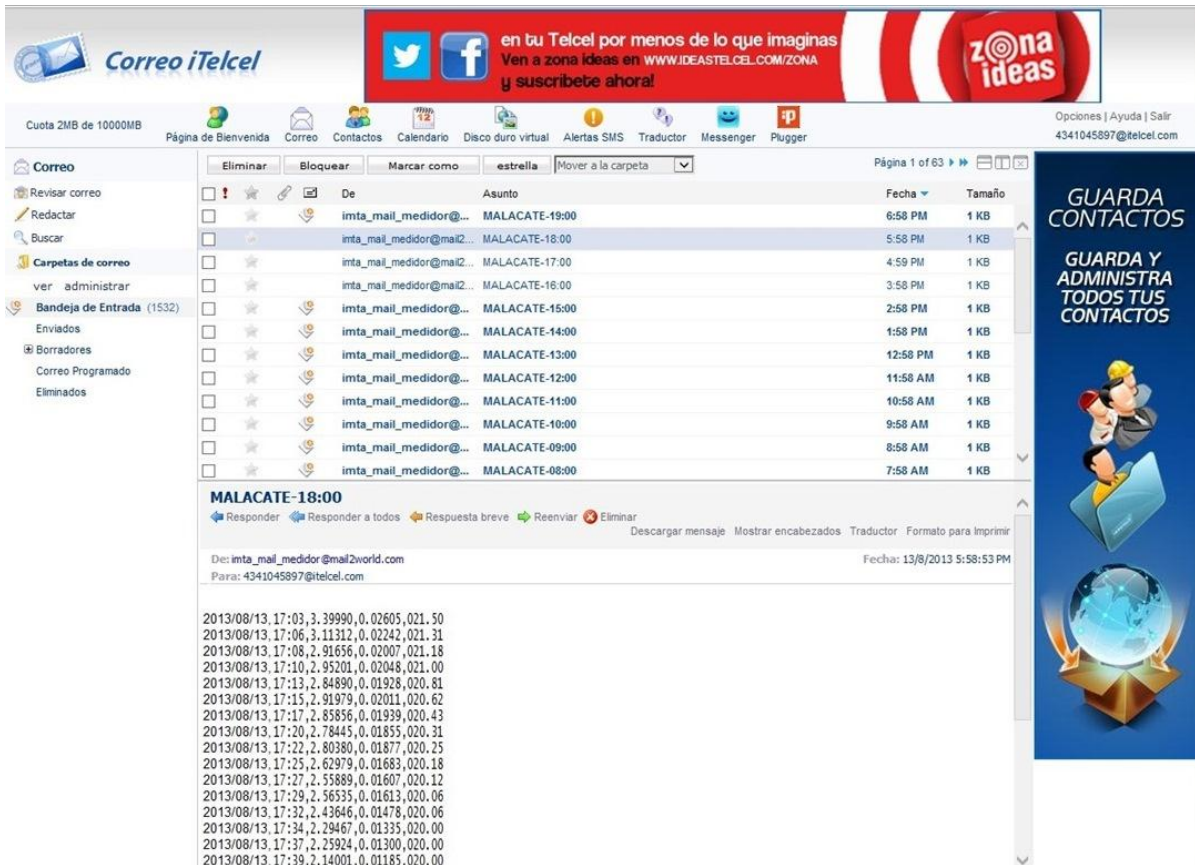 Correo iTelcel
en tu Telcel por menos de lo que imaginas
Ven a zona ideas en WWW.IDEASTELCEL.COM/ZONA
y suscribete ahora!
zona
ideas
Cuota 2MB de 10000MB
Página de Bienvenida Correo Contactos Calendario Disco duro virtual Alertas SMS Traductor Messenger Plugger
12
Opciones | Ayuda | Salir
4341045897@itelcel.com
Correo
Revisar correo
Redactar
Buscar
Carpetas de correo
ver administrar
Bandeja de Entrada (1532)
Enviados
Borradores
Correo Programado
Eliminados
Eliminar Bloquear Marcar como estrella Mover a la carpeta Página 1 of 63
De Asunto Fecha Tamaño
imta_mail_medidor@... MALACATE-19:00 6:58 PM 1 KB
imta_mail_medidor@mail2... MALACATE-18:00 5:58 PM 1 KB
imta_mail_medidor@mail2... MALACATE-17:00 4:59 PM 1 KB
imta_mail_medidor@mail2... MALACATE-16:00 3:58 PM 1 KB
imta_mail_medidor@... MALACATE-15:00 2:58 PM 1 KB
imta_mail_medidor@... MALACATE-14:00 1:58 PM 1 KB
imta_mail_medidor@... MALACATE-13:00 12:58 PM 1 KB
imta_mail_medidor@... MALACATE-12:00 11:58 AM 1 KB
imta_mail_medidor@... MALACATE-11:00 10:58 AM 1 KB
imta_mail_medidor@... MALACATE-10:00 9:58 AM 1 KB
imta_mail_medidor@... MALACATE-09:00 8:58 AM 1 KB
imta_mail_medidor@... MALACATE-08:00 7:58 AM 1 KB
MALACATE-18:00
Responder Responder a todos Respuesta breve Reenviar Eliminar
Descargar mensaje Mostrar encabezados Traductor Formato para Imprimir
De: imta_mail_medidor@mail2world.com Fecha: 13/8/2013 5:58:53 PM
Para: 4341045897@itelcel.com
2013/08/13,17:03,3.39990,0.02605,021.50
2013/08/13,17:06,3.11312,0.02242,021.31
2013/08/13,17:08,2.91656,0.02007,021.18
2013/08/13,17:10,2.95201,0.02048,021.00
2013/08/13,17:13,2.84890,0.01928,020.81
2013/08/13,17:15,2.91979,0.02011,020.62
2013/08/13,17:17,2.85856,0.01939,020.43
2013/08/13,17:20,2.78445,0.01855,020.31
2013/08/13,17:22,2.80380,0.01877,020.25
2013/08/13,17:25,2.62979,0.01683,020.18
2013/08/13,17:27,2.55889,0.01607,020.12
2013/08/13,17:29,2.56535,0.01613,020.06
2013/08/13,17:32,2.43646,0.01478,020.06
2013/08/13,17:34,2.29467,0.01335,020.00
2013/08/13,17:37,2.25924,0.01300,020.00
2013/08/13,17:39,2.14001,0.01185,020.00
GUARDA
CONTACTOS
GUARDA Y
ADMINISTRA
TODOS TUS
CONTACTOS